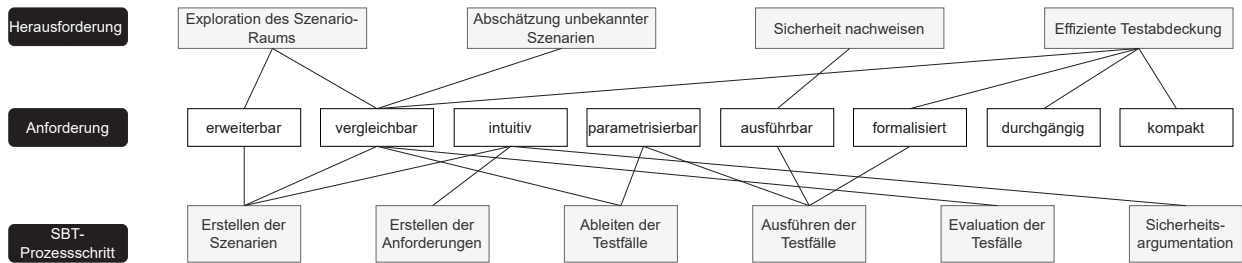 Herausforderung
Exploration des Szenario-
Raums
Abschätzung unbekannter
Szenarien
Sicherheit nachweisen
Effiziente Testabdeckung
Anforderung
erweiterbar
vergleichbar
intuitiv
parametrisierbar
ausführbar
formalisiert
durchgängig
kompakt
SBT-
Prozessschritt
Erstellen der
Szenarien
Erstellen der
Anforderungen
Ableiten der
Testfälle
Ausführen der
Testfälle
Evaluation der
Tesfälle
Sicherheits-
argumentation